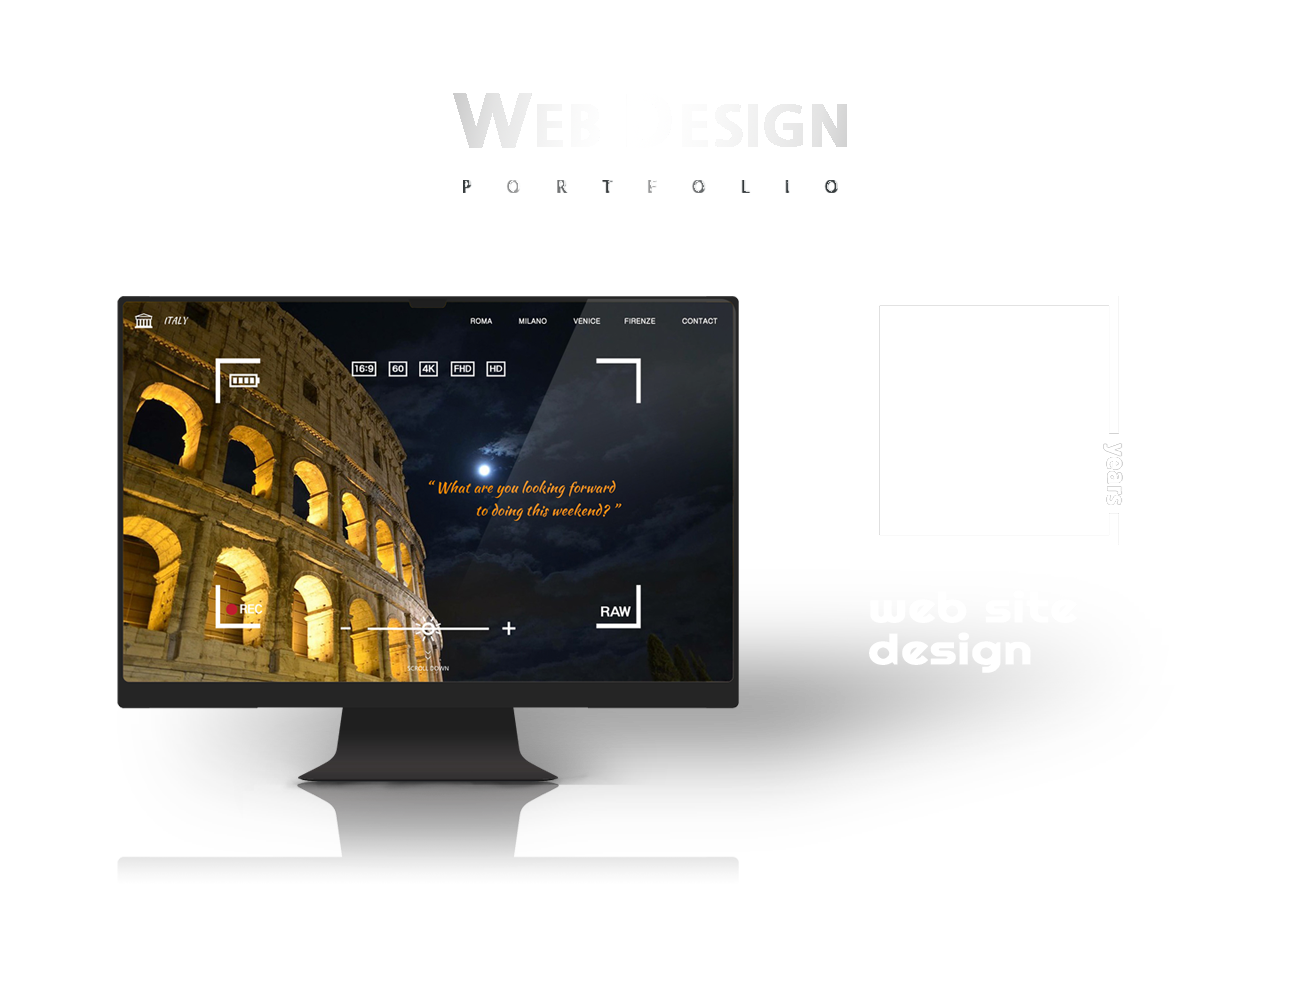 WEB DESIGN
PORTFOLIO
ITALY
ROMA MILANO VENICE FIRENZE CONTACT
16:9 60 4K FHD HD
“ What are you looking forward
to doing this weekend? ”
REC
RAW
SCROLL DOWN
years
web site
design